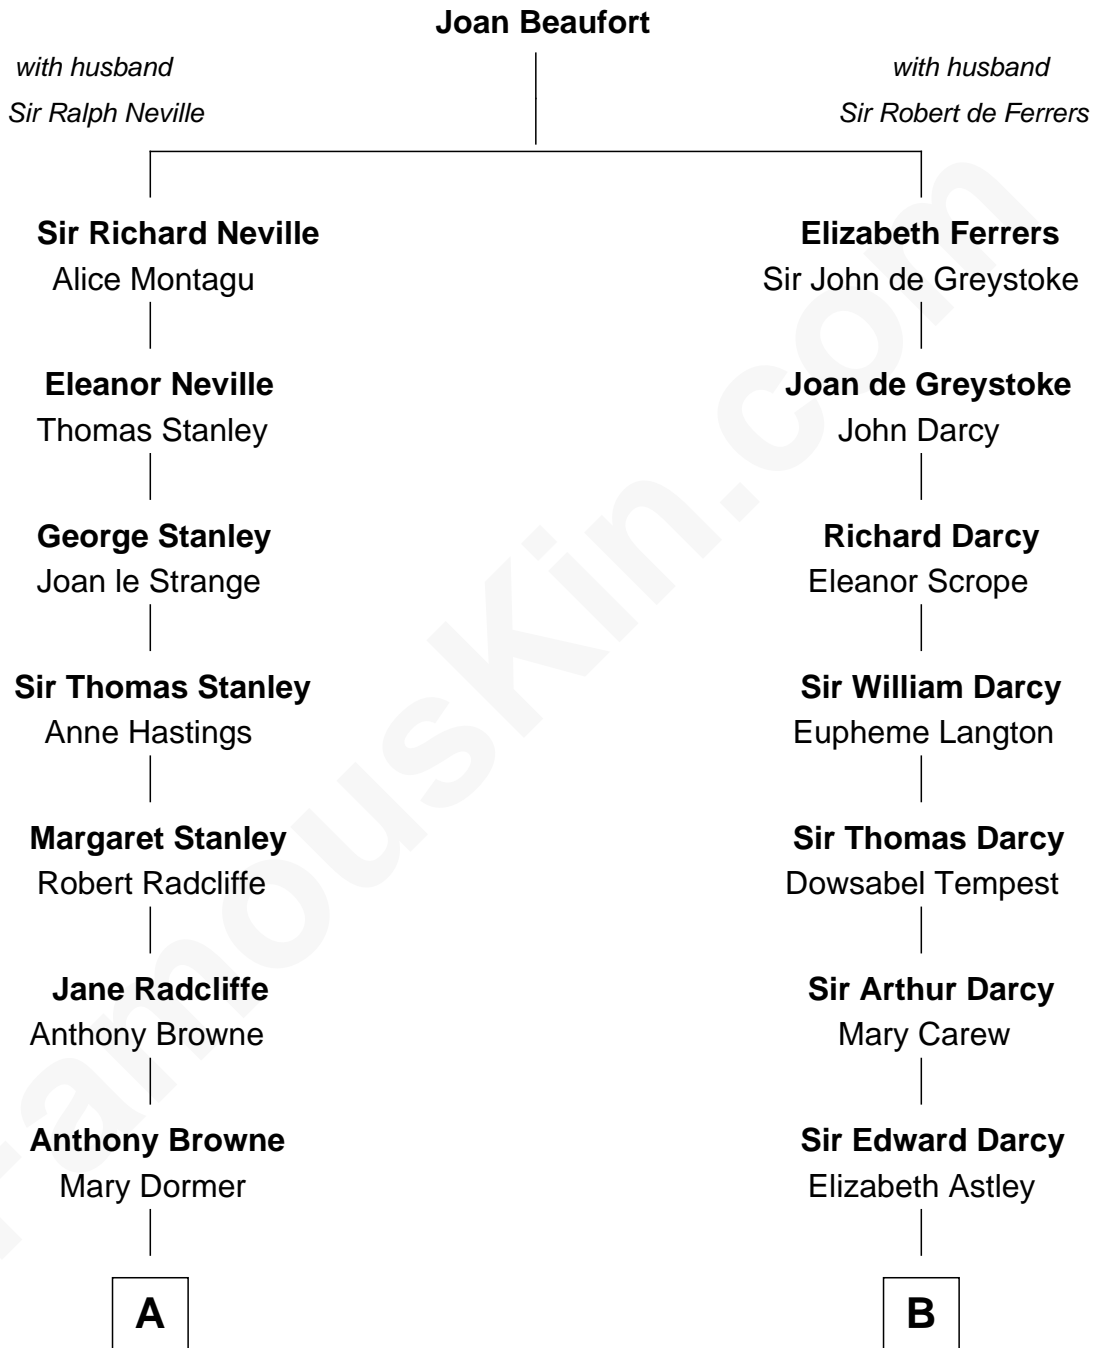 Joan Beaufort
with husband
Sir Ralph Neville
with husband
Sir Robert de Ferrers
Sir Richard Neville
Alice Montagu
Eleanor Neville
Thomas Stanley
George Stanley
Joan le Strange
Sir Thomas Stanley
Anne Hastings
Margaret Stanley
Robert Radcliffe
Jane Radcliffe
Anthony Browne
Anthony Browne
Mary Dormer
A
Elizabeth Ferrers
Sir John de Greystoke
Joan de Greystoke
John Darcy
Richard Darcy
Eleanor Scrope
Sir William Darcy
Eupheme Langton
Sir Thomas Darcy
Dowsabel Tempest
Sir Arthur Darcy
Mary Carew
Sir Edward Darcy
Elizabeth Astley
B
FamousKin.com